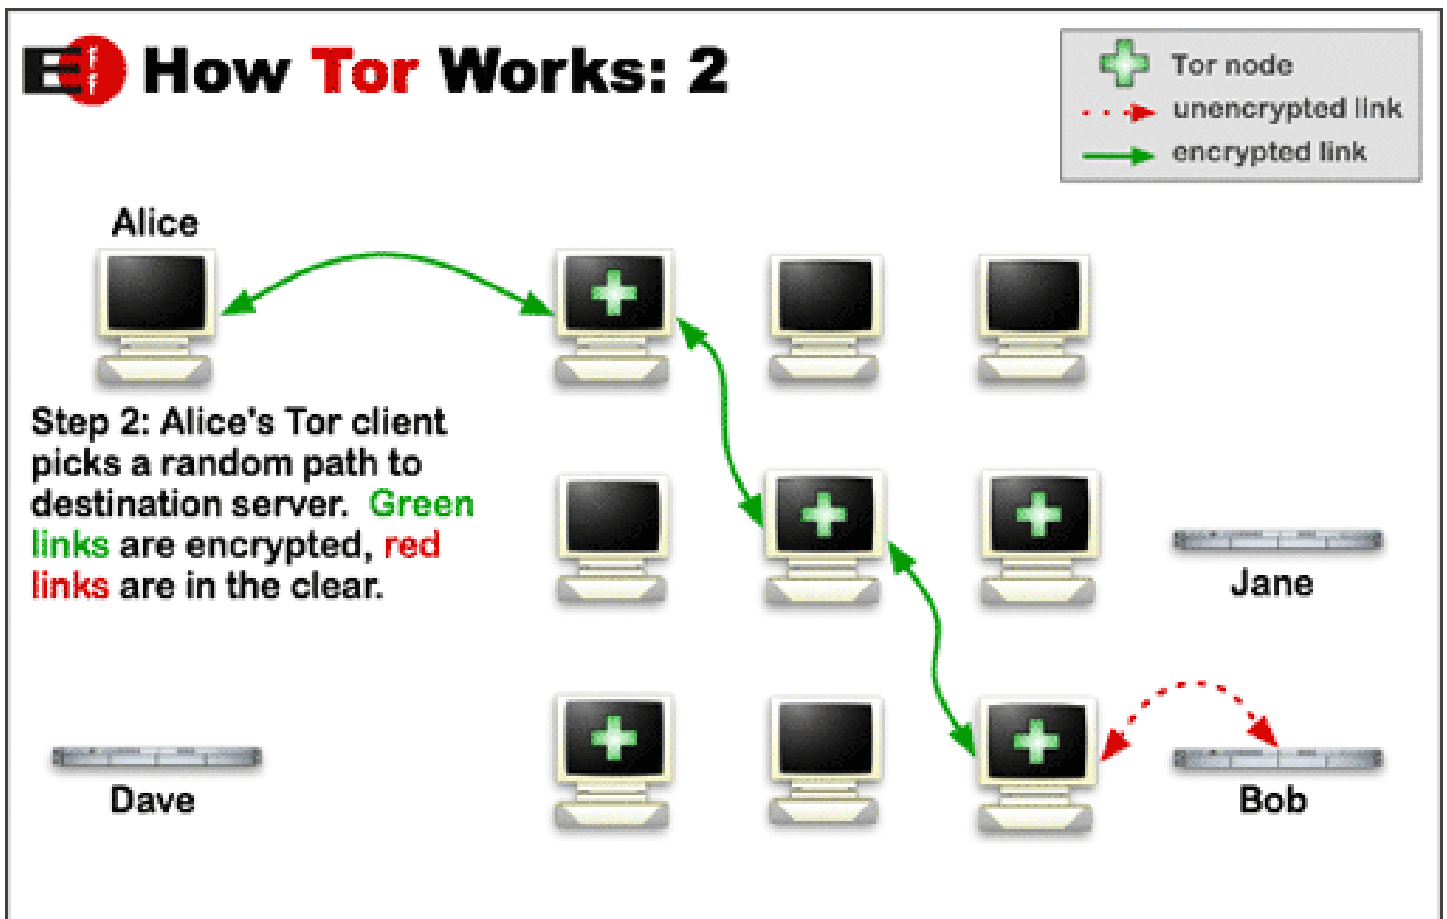 EFF How Tor Works: 2
Tor node
unencrypted link
encrypted link
Alice
Step 2: Alice's Tor client
picks a random path to
destination server. Green
links are encrypted, red
links are in the clear.
Jane
Dave
Bob